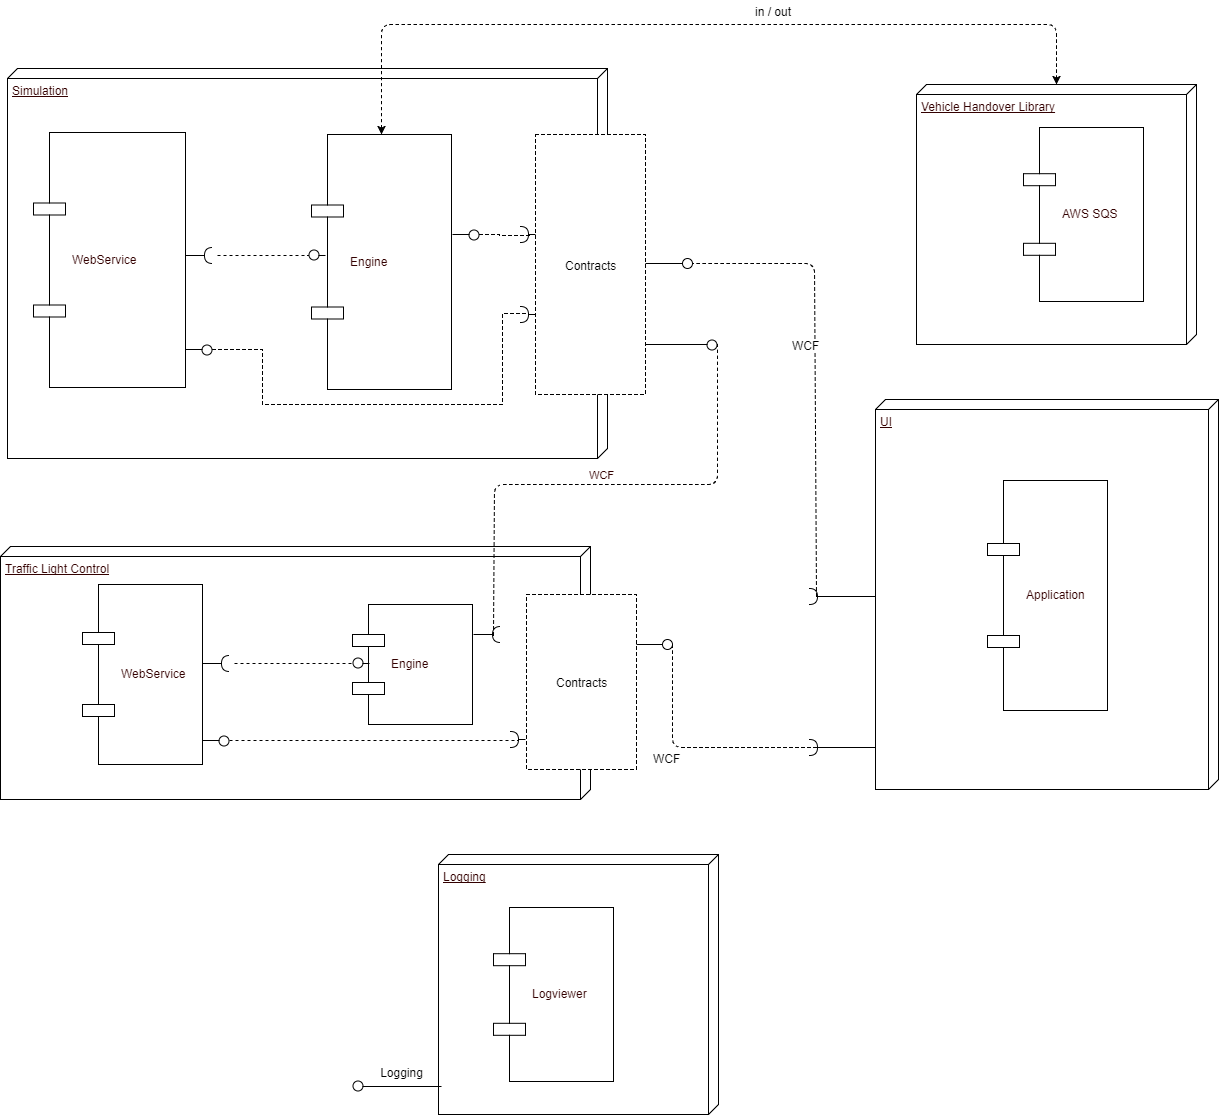 in / out
Simulation
Vehicle Handover Library
AWS SQS
WebService
Engine
Contracts
WCF
UI
WCF
Traffic Light Control
Application
WebService
Engine
Contracts
WCF
Logging
Logviewer
Logging